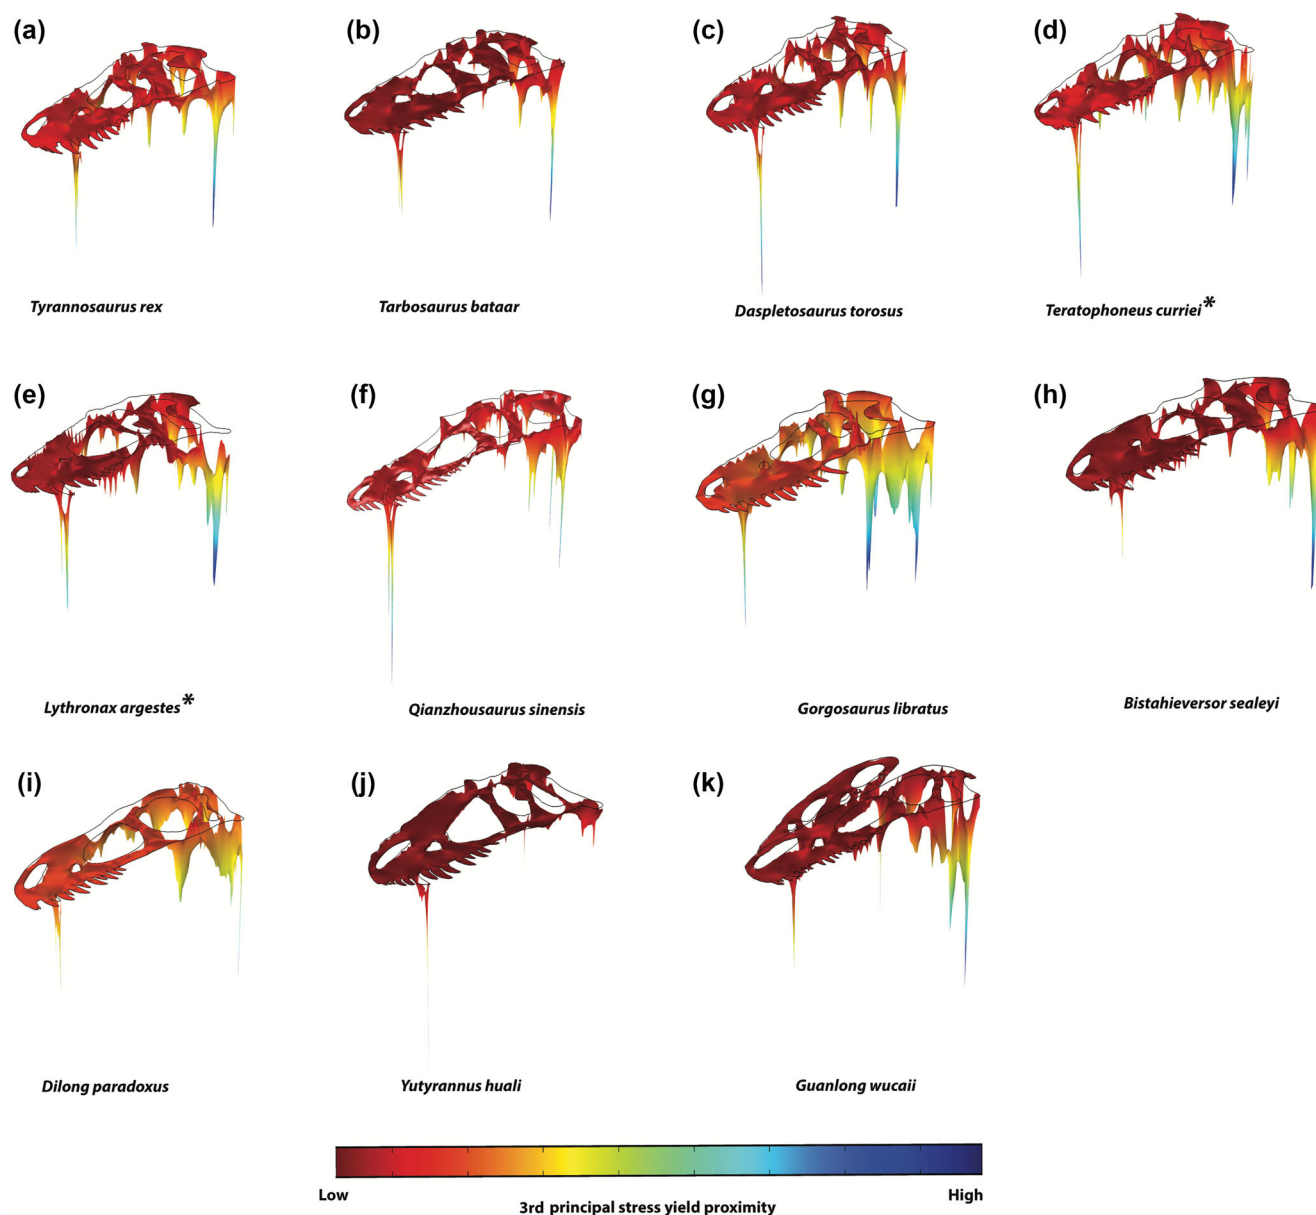 (a)
(b)
(c)
(d)
Tyrannosaurus rex
Tarbosaurus bataar
Daspletosaurus torosus
Teratophoneus curriei*
(e)
(f)
(g)
(h)
Lythronax argestes*
Qianzhousaurus sinensis
Gorgosaurus libratus
Bistahieversor sealeyi
(i)
(j)
(k)
Dilong paradoxus
Yutyrannus huali
Guanlong wucaii
Low
3rd principal stress yield proximity
High